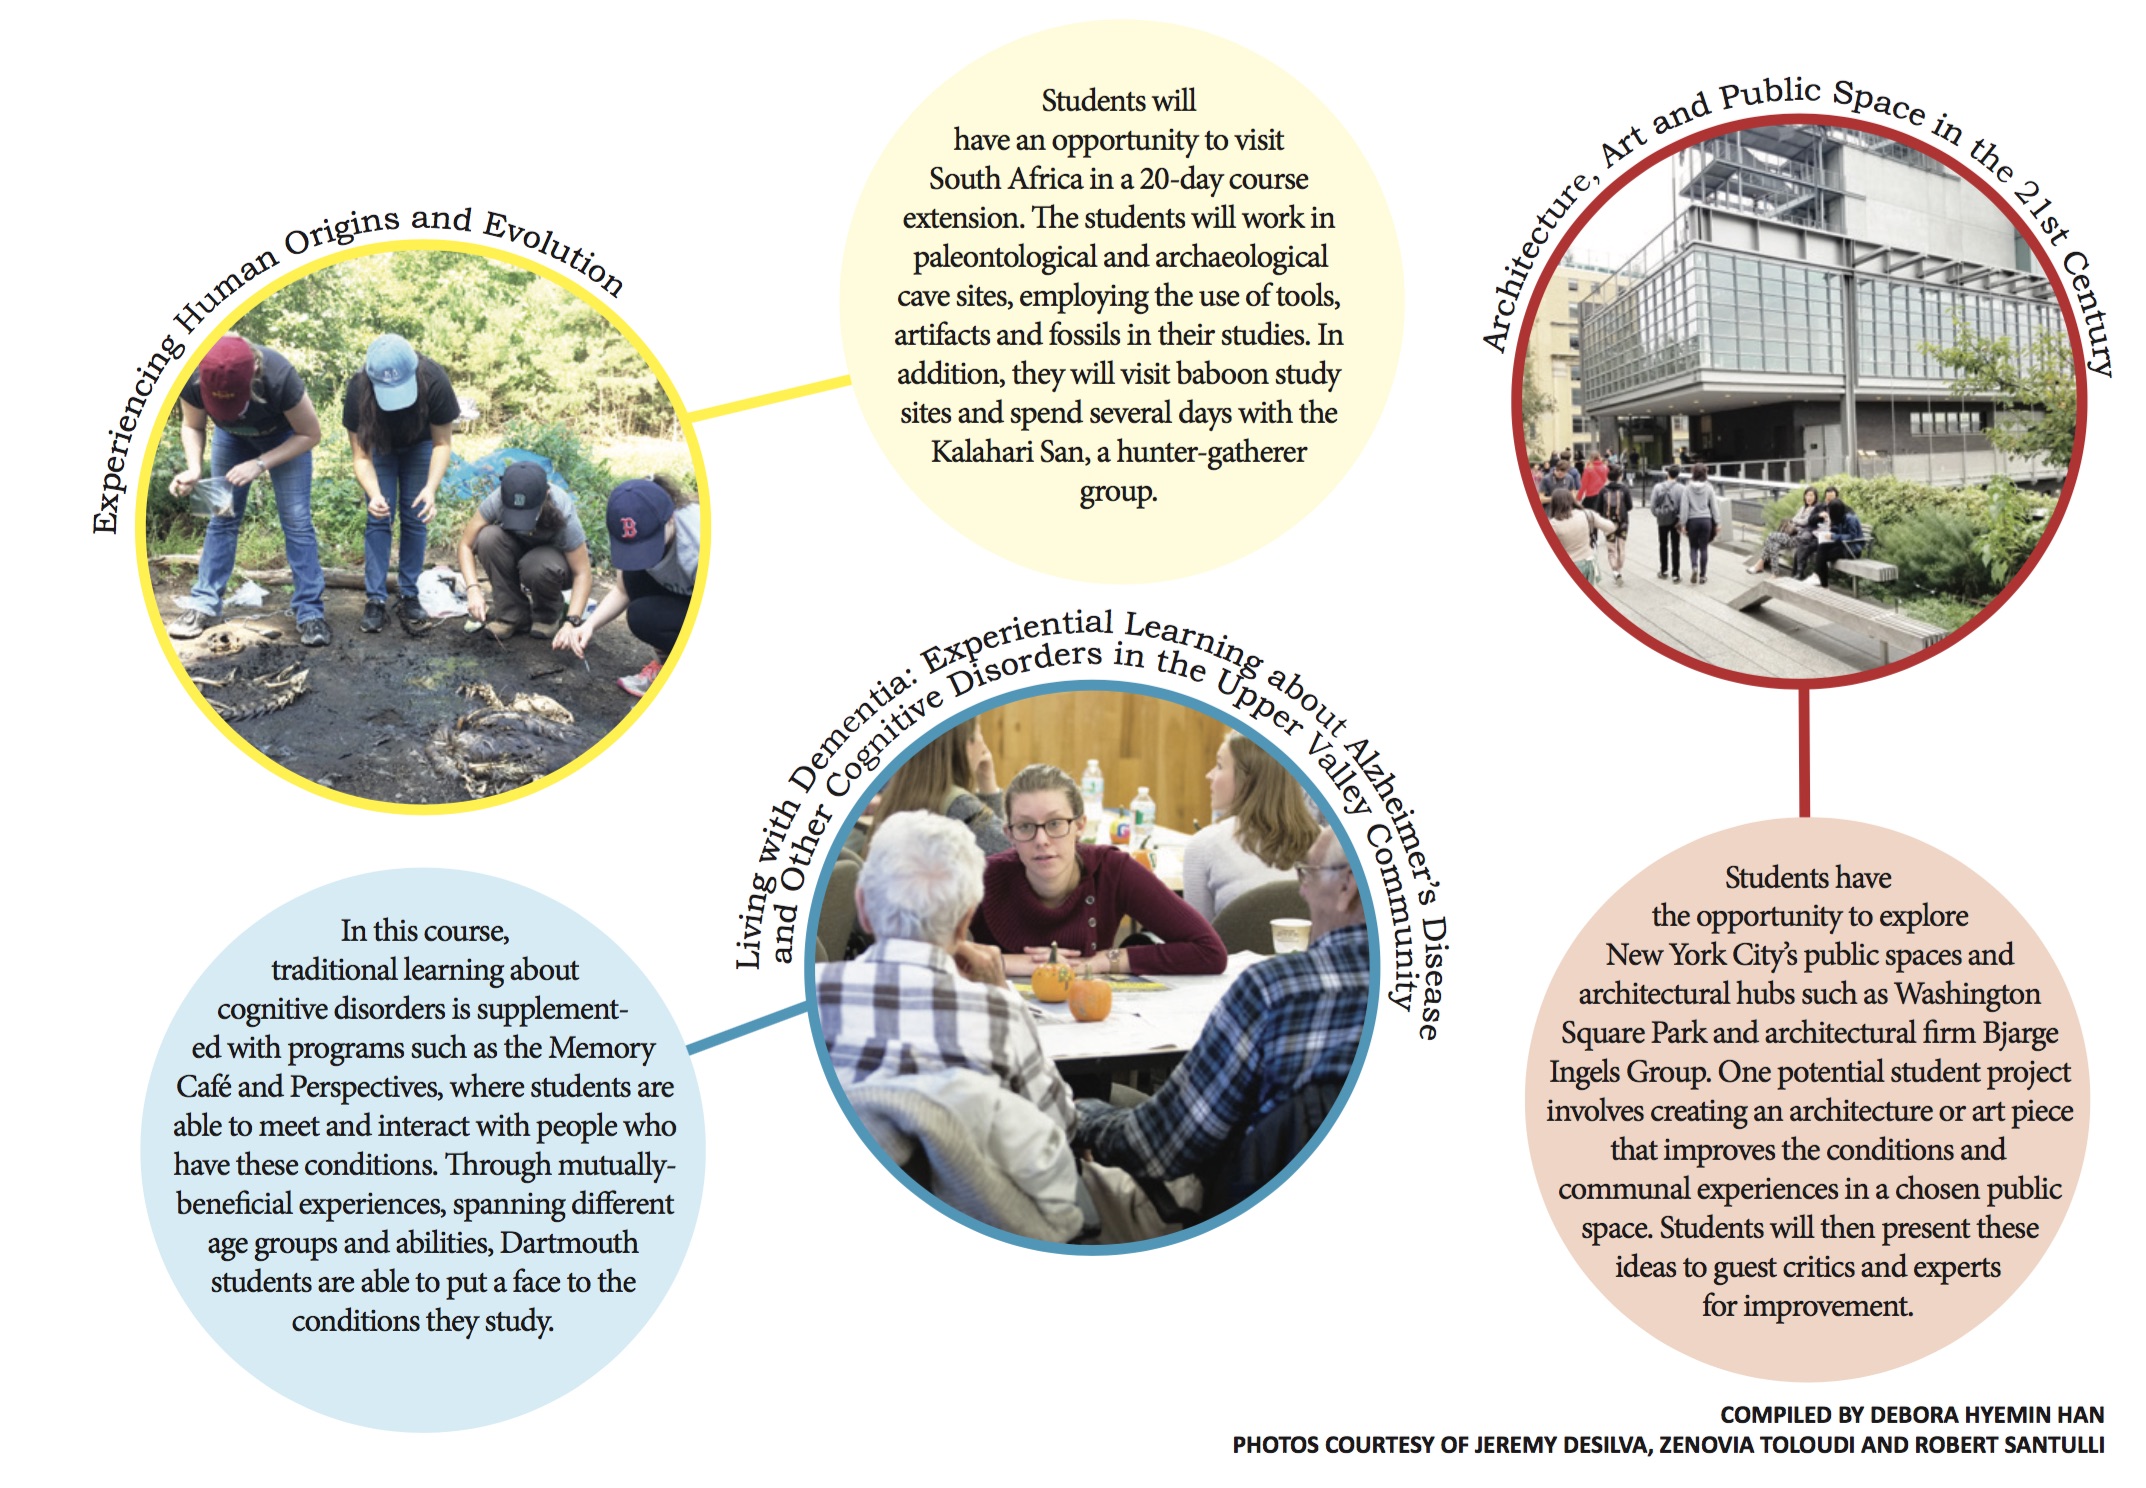 Experiencing Human Origins and Evolution
Students will
have an opportunity to visit
South Africa in a 20-day course
extension. The students will work in
paleontological and archaeological
cave sites, employing the use of tools,
artifacts and fossils in their studies. In
addition, they will visit baboon study
sites and spend several days with the
Kalahari San, a hunter-gatherer
group.
Architecture, Art and Public Space in the 21st Century
B
Living with Dementia: Experiential Learning about Alzheimer's Disease
and Other Cognitive Disorders in the Upper Valley Community
In this course,
traditional learning about
cognitive disorders is supplement-
ed with programs such as the Memory
Café and Perspectives, where students are
able to meet and interact with people who
have these conditions. Through mutually-
beneficial experiences, spanning different
age groups and abilities, Dartmouth
students are able to put a face to the
conditions they study.
Students have
the opportunity to explore
New York City's public spaces and
architectural hubs such as Washington
Square Park and architectural firm Bjarge
Ingels Group. One potential student project
involves creating an architecture or art piece
that improves the conditions and
communal experiences in a chosen public
space. Students will then present these
ideas to guest critics and experts
for improvement.
COMPILED BY DEBORA HYEMIN HAN
PHOTOS COURTESY OF JEREMY DESILVA, ZENOVIA TOLOUDI AND ROBERT SANTULLI